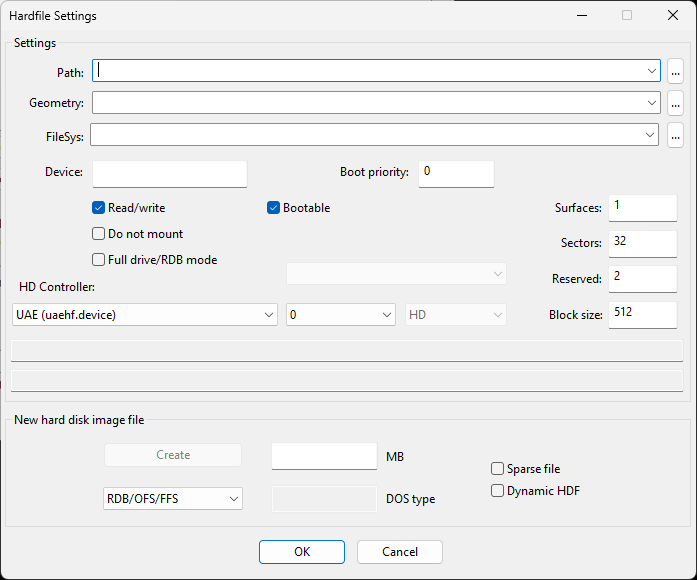 Hardfile Settings
Settings
Path:
...
Geometry:
...
FileSys:
...
Device:
Boot priority: 0
Read/write
Bootable
Surfaces: 1
Do not mount
Sectors: 32
Full drive/RDB mode
Reserved: 2
HD Controller:
UAE (uaehf.device) 0 HD
Block size: 512
New hard disk image file
Create
MB
Sparse file
RDB/OFS/FFS
DOS type
Dynamic HDF
OK
Cancel